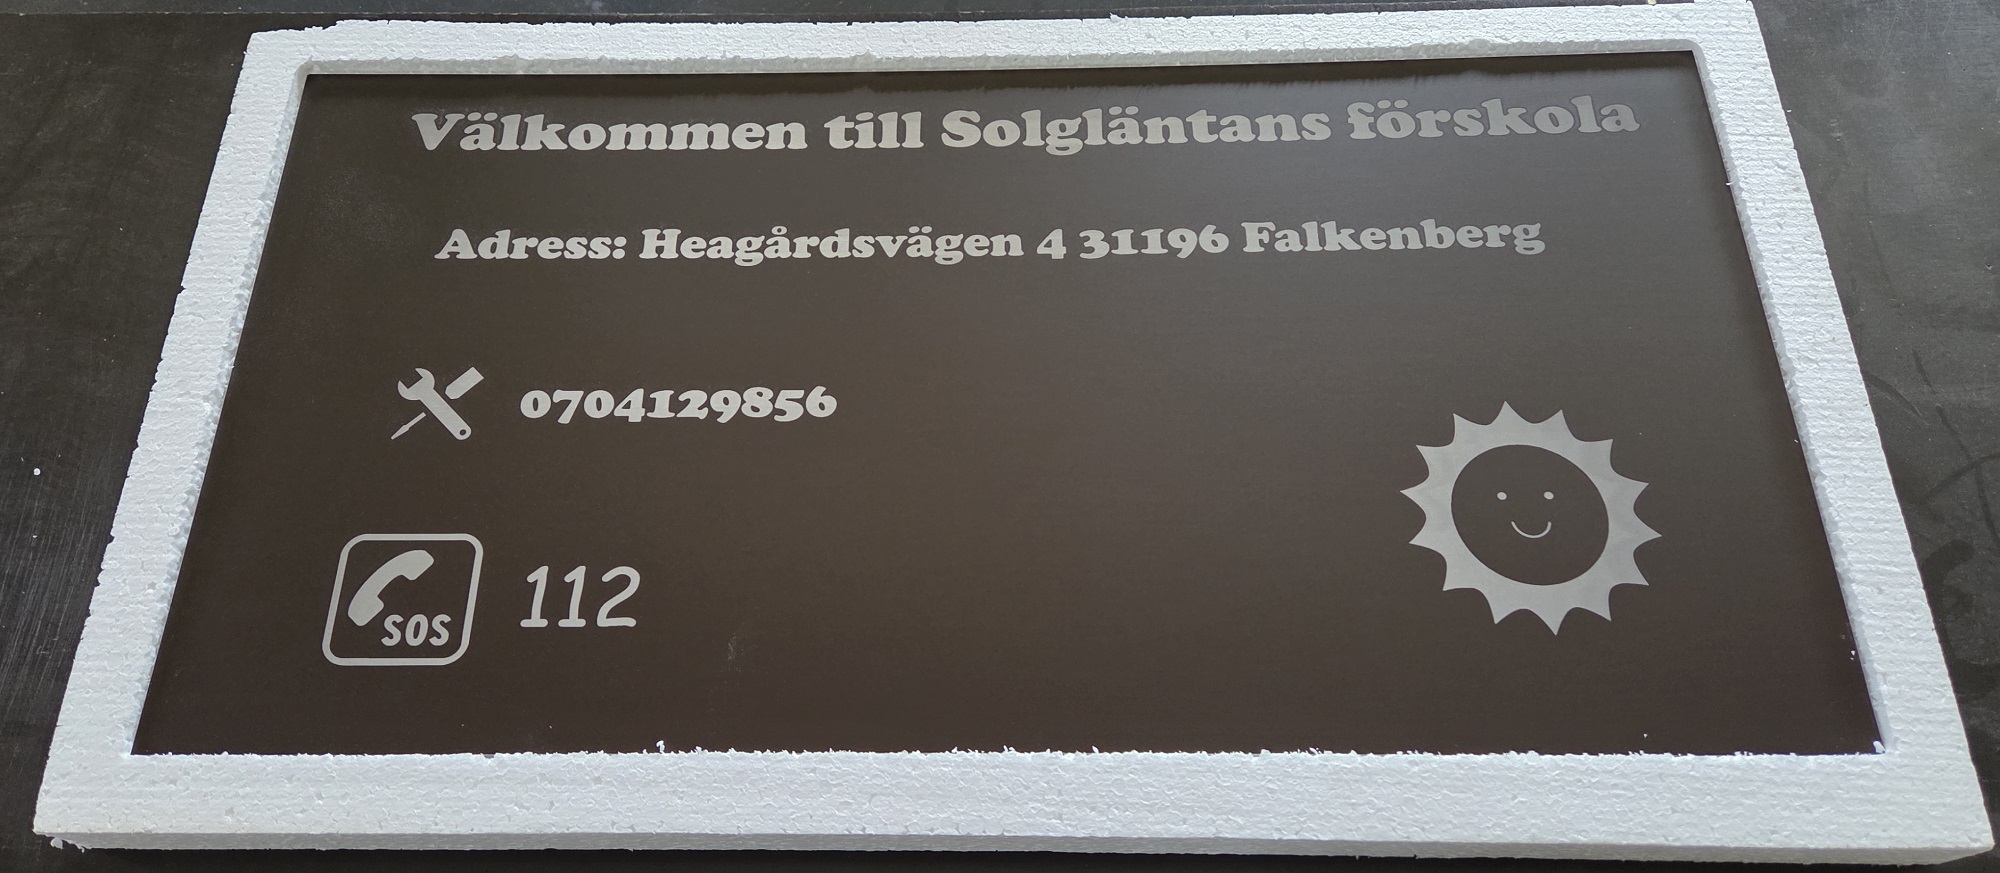 Välkommen till Solgläntans förskola
Adress: Heagårdsvägen 4 31196 Falkenberg
0704129856
SOS
112